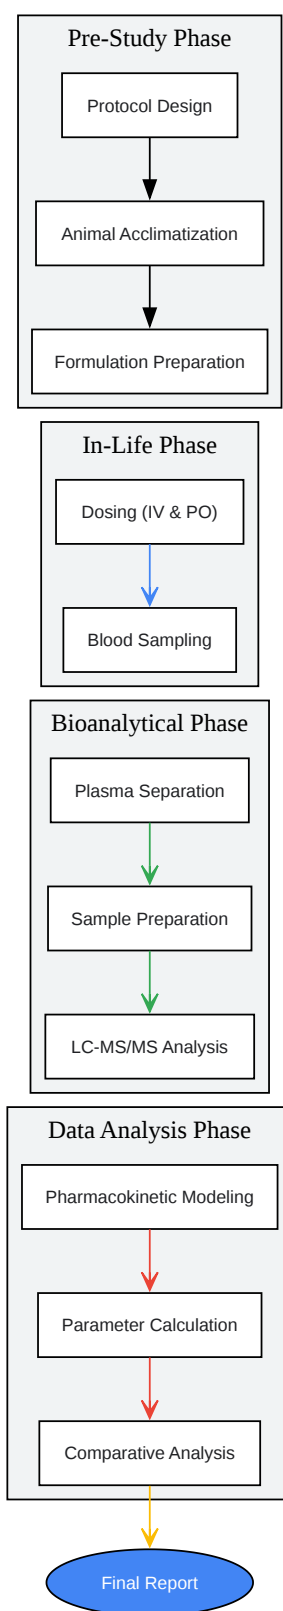 Pre-Study Phase
Protocol Design
Animal Acclimatization
Formulation Preparation
In-Life Phase
Dosing (IV & PO)
Blood Sampling
Bioanalytical Phase
Plasma Separation
Sample Preparation
LC-MS/MS Analysis
Data Analysis Phase
Pharmacokinetic Modeling
Parameter Calculation
Comparative Analysis
Final Report